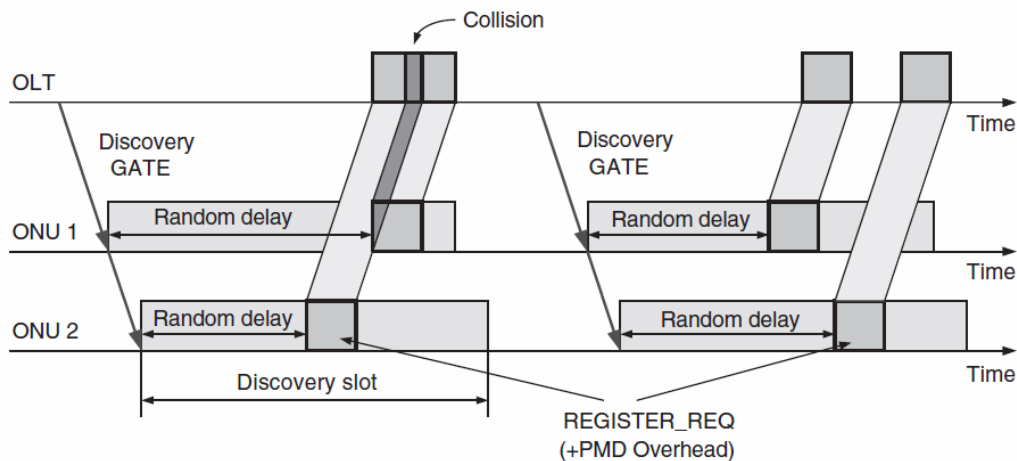 Collision
OLT
Time
Discovery
GATE
Discovery
GATE
Random delay
Random delay
ONU 1
Time
Random delay
Random delay
ONU 2
Time
Discovery slot
REGISTER_REQ
(+PMD Overhead)